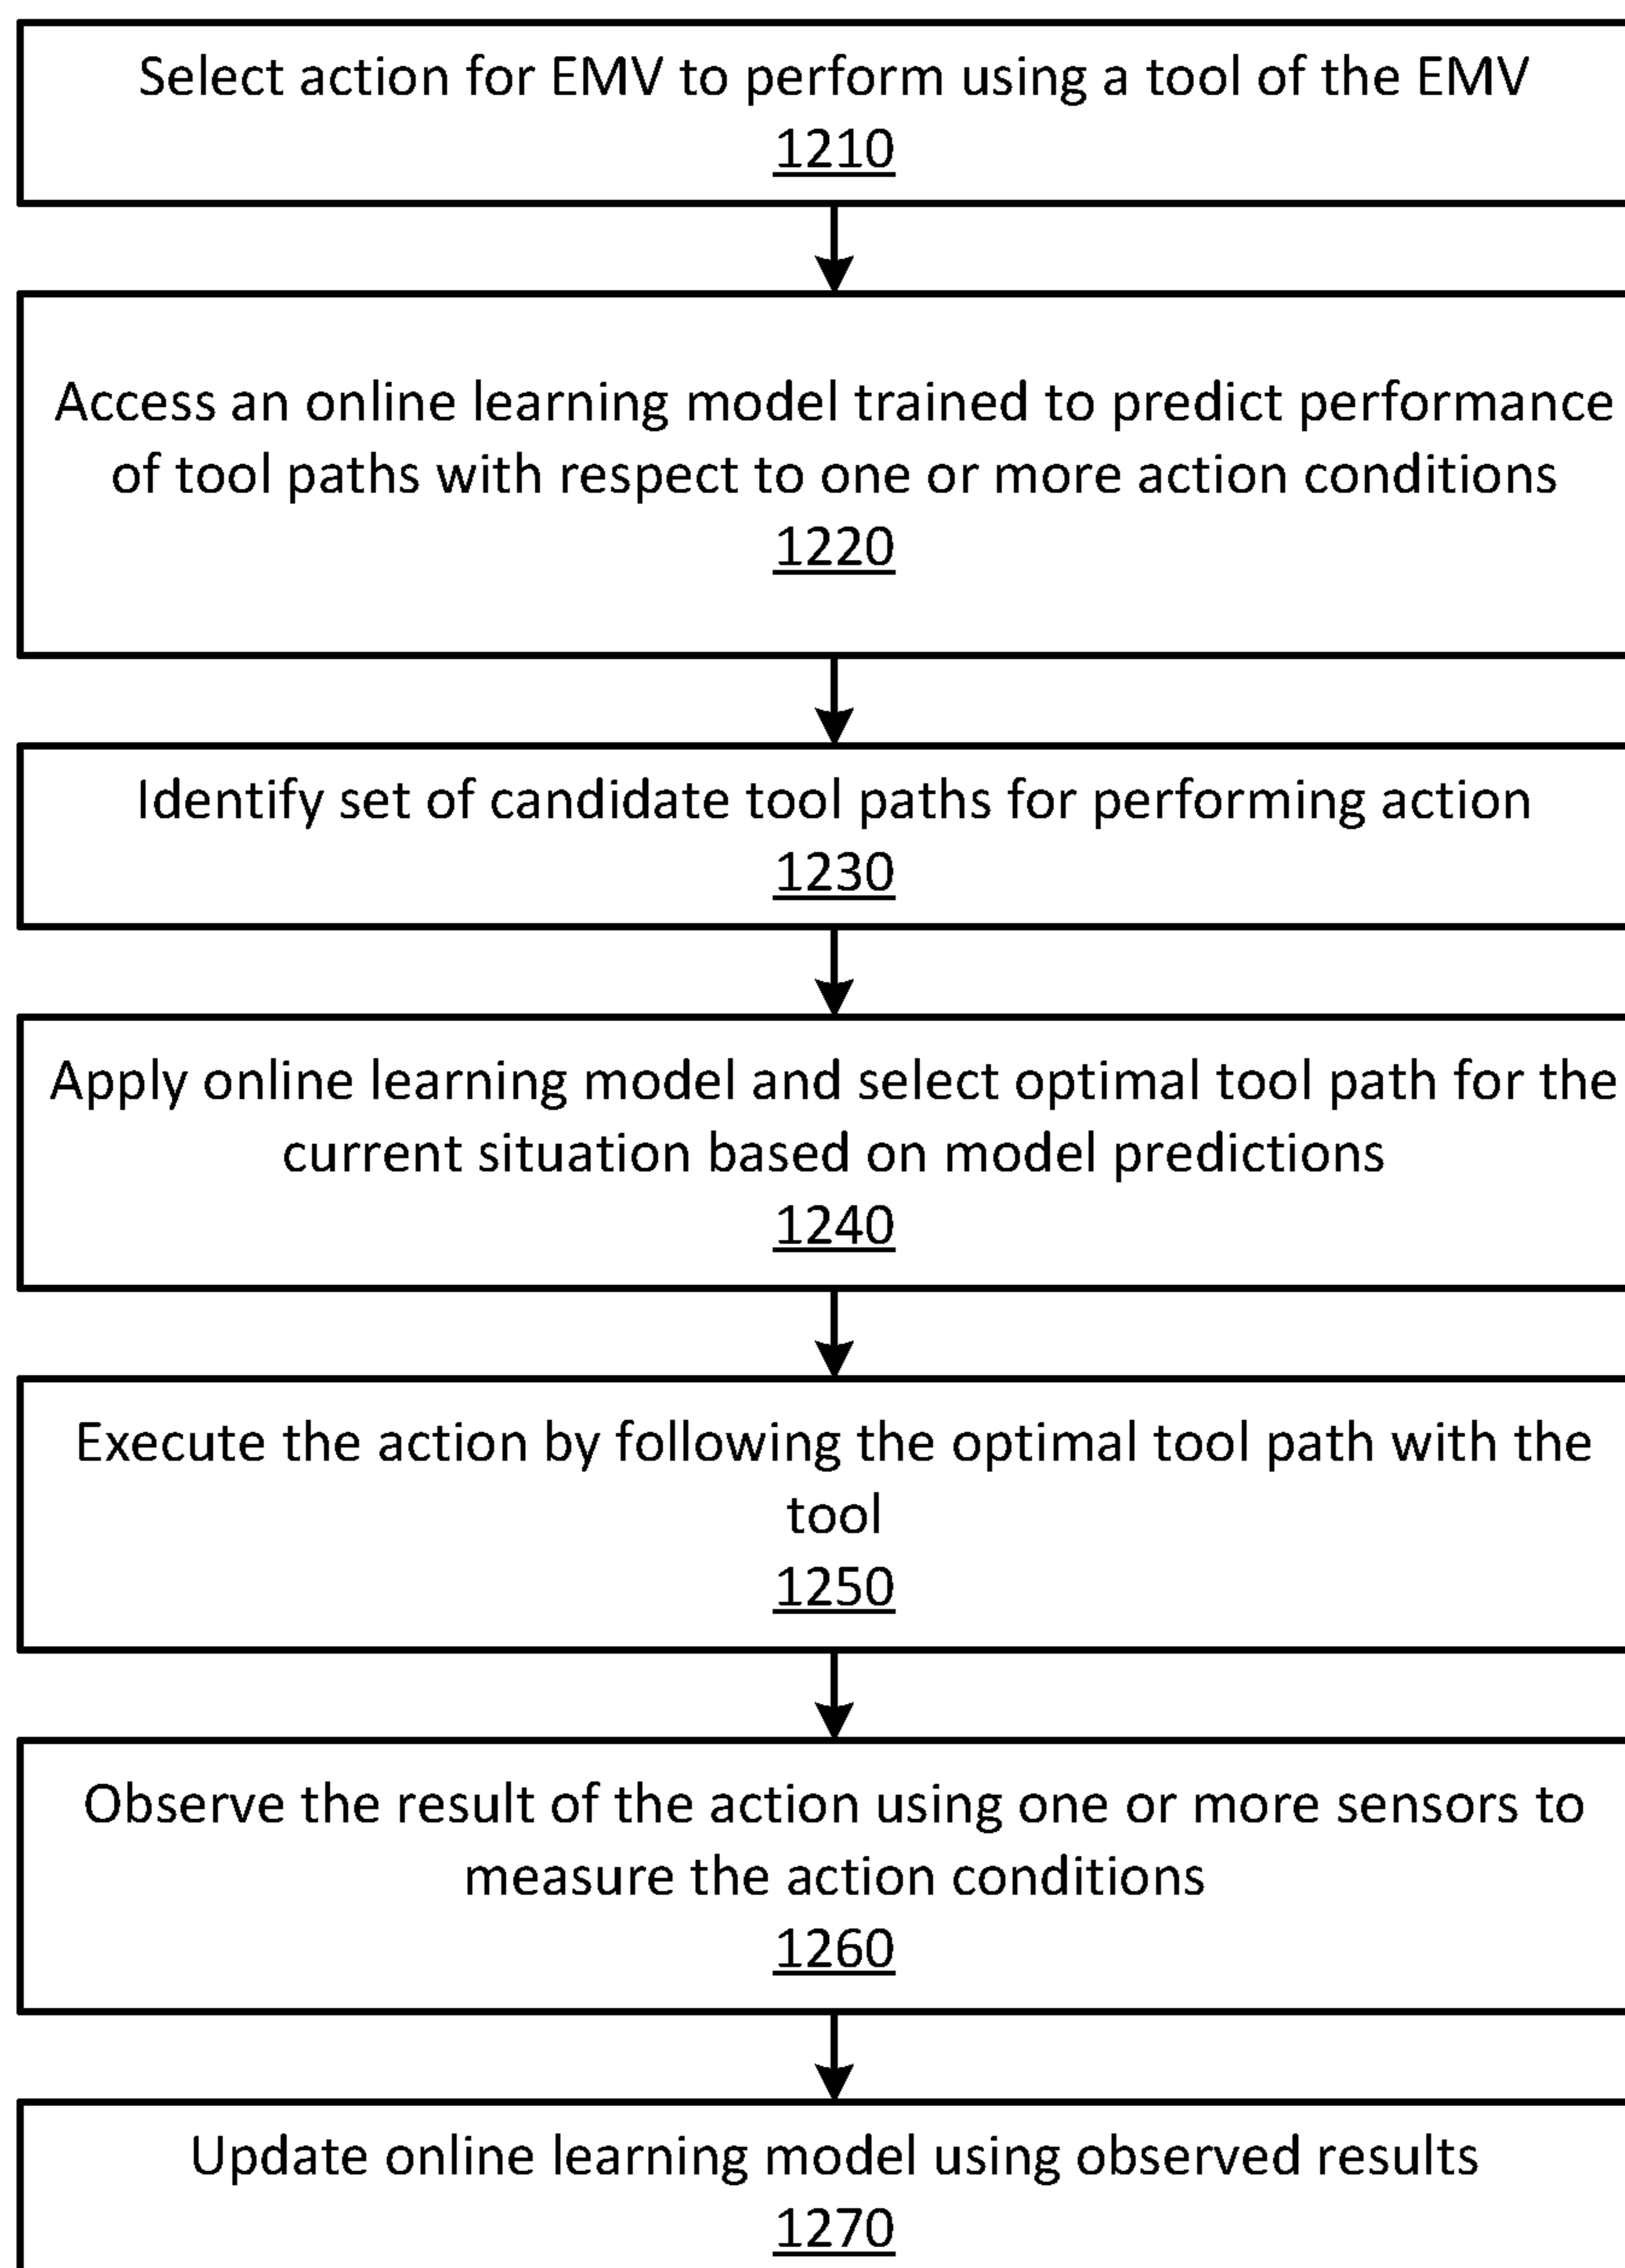 Select action for EMV to perform using a tool of the EMV
1210
Access an online learning model trained to predict performance
of tool paths with respect to one or more action conditions
1220
Identify set of candidate tool paths for performing action
1230
Apply online learning model and select optimal tool path for the
current situation based on model predictions
1240
Execute the action by following the optimal tool path with the
tool
1250
Observe the result of the action using one or more sensors to
measure the action conditions
1260
Update online learning model using observed results
1270